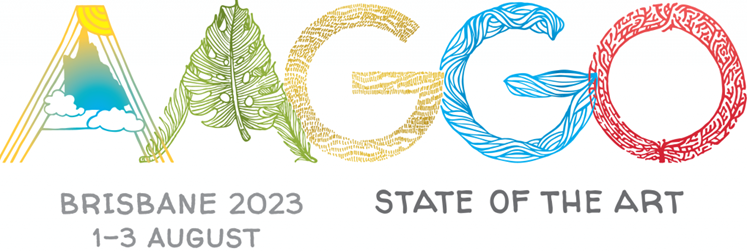 AAGGO
BRISBANE 2023
1-3 AUGUST
STATE OF THE ART